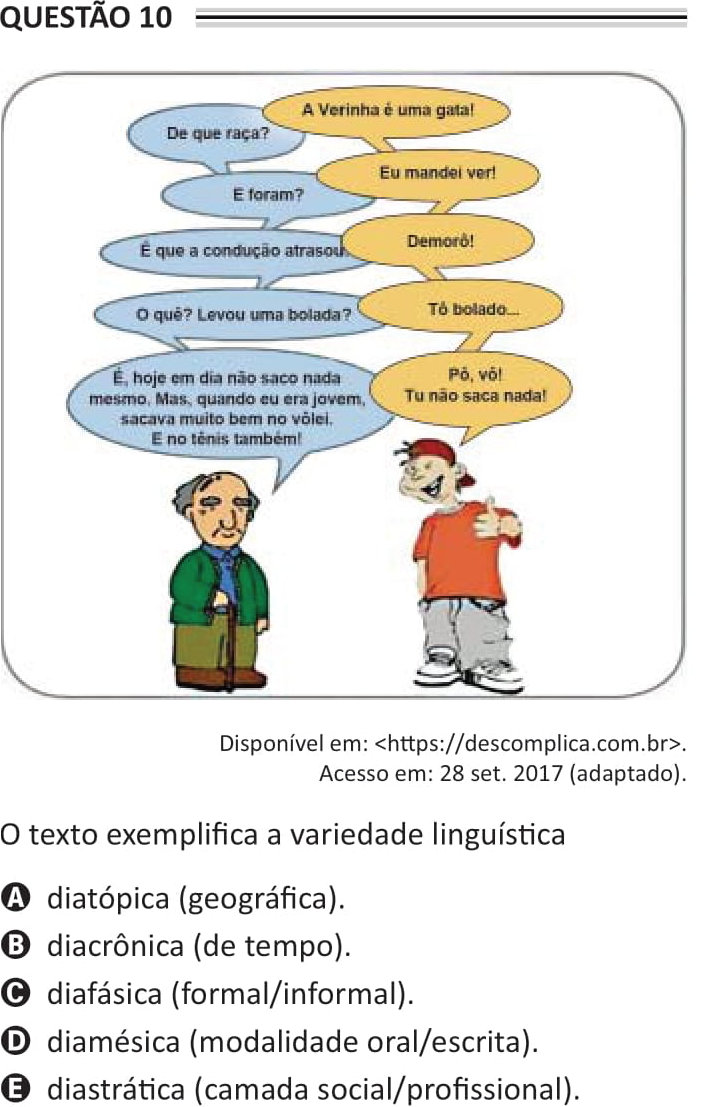 QUESTÃO 10
A Verinha é uma gata!
De que raça?
Eu mandei ver!
E foram?
Demorô!
É que a condução atrasou.
Tô bolado...
O quê? Levou uma bolada?
Pô, vô!
Tu não saca nada!
É, hoje em dia não saco nada
mesmo. Mas, quando eu era jovem,
sacava muito bem no vôlei.
E no tênis também!
Disponível em: <https://descomplica.com.br>.
Acesso em: 28 set. 2017 (adaptado).
O texto exemplifica a variedade linguística
A diatópica (geográfica).
B diacrônica (de tempo).
C diafásica (formal/informal).
D diamésica (modalidade oral/escrita).
E diastrática (camada social/profissional).